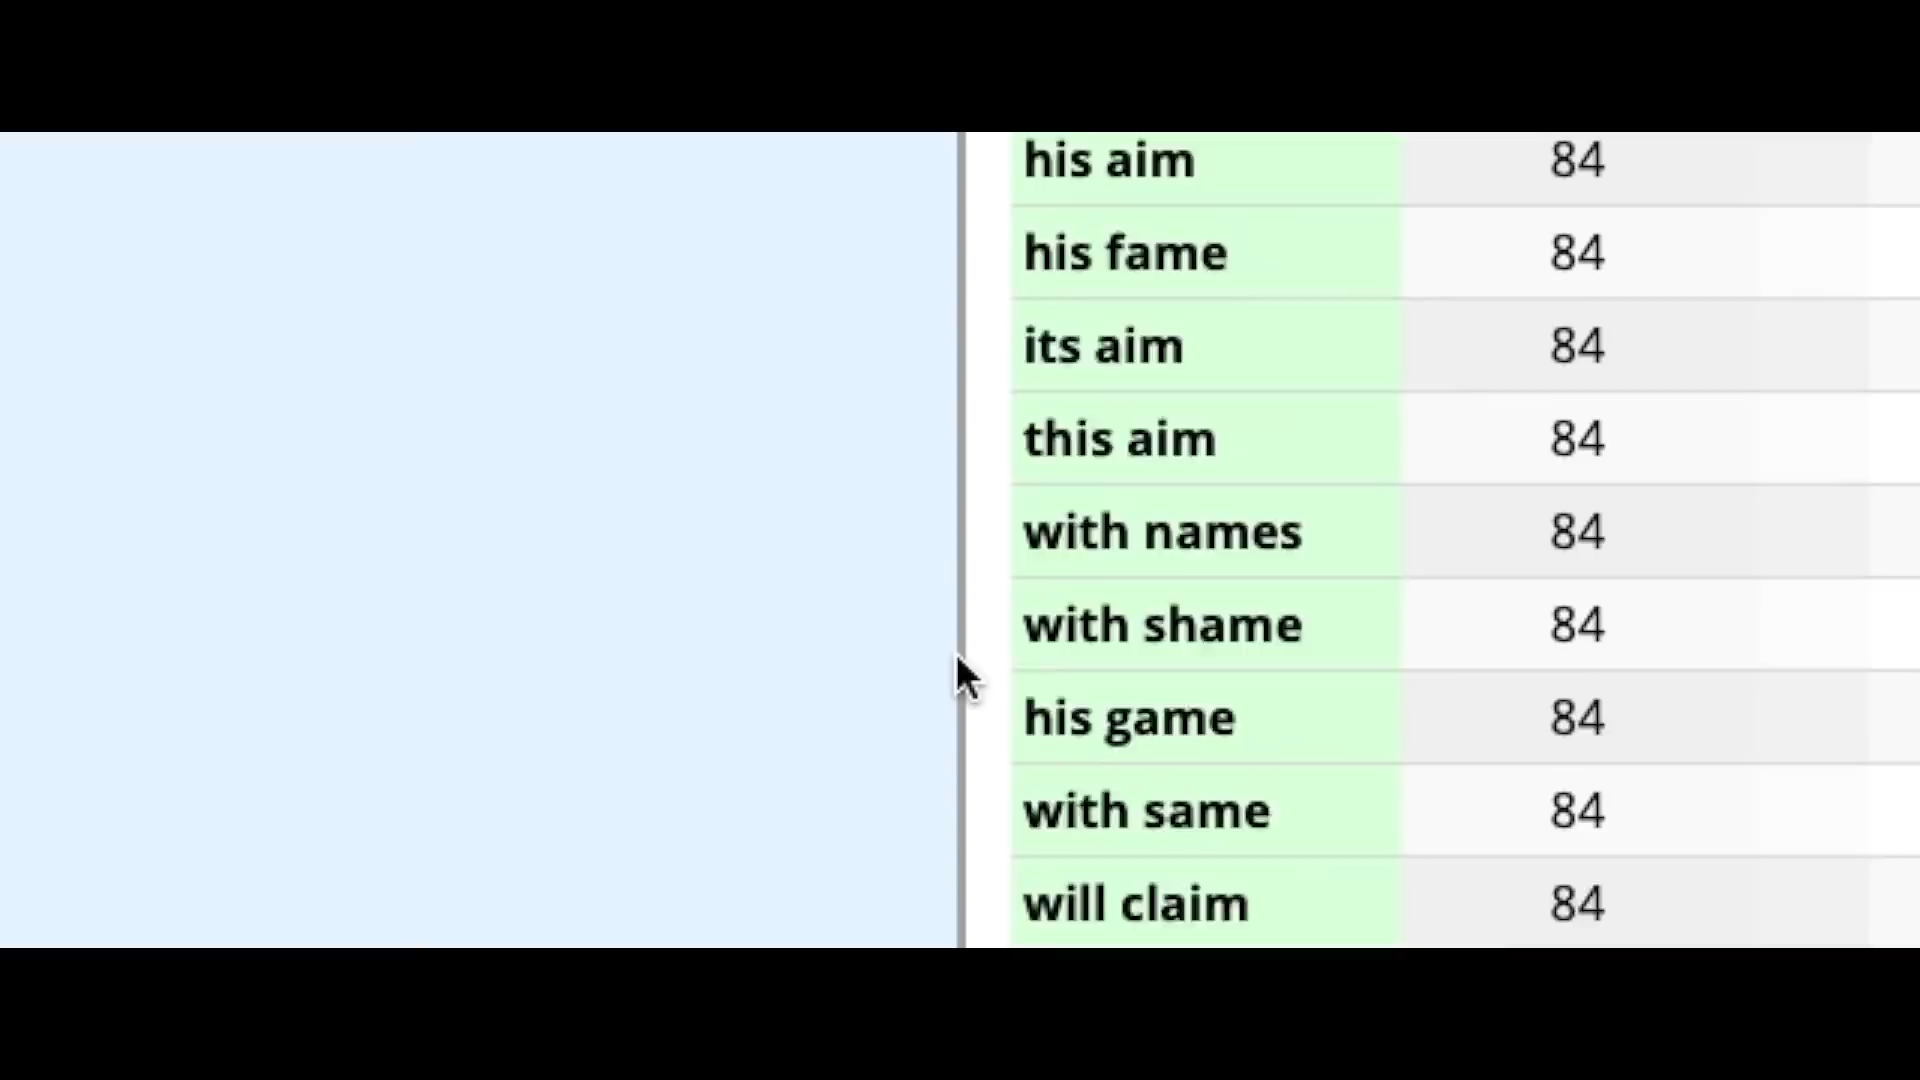 his aim 84
his fame 84
its aim 84
this aim 84
with names 84
with shame 84
his game 84
with same 84
will claim 84